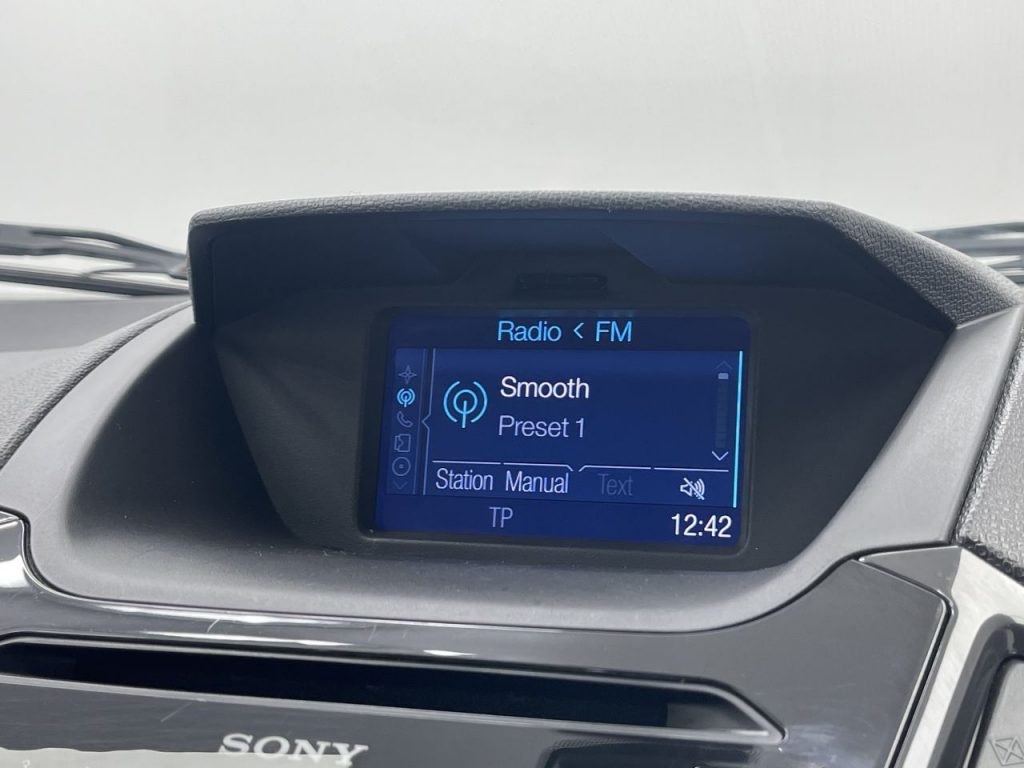 Radio < FM
Smooth
Preset 1
Station Manual Text
TP
12:42
SONY